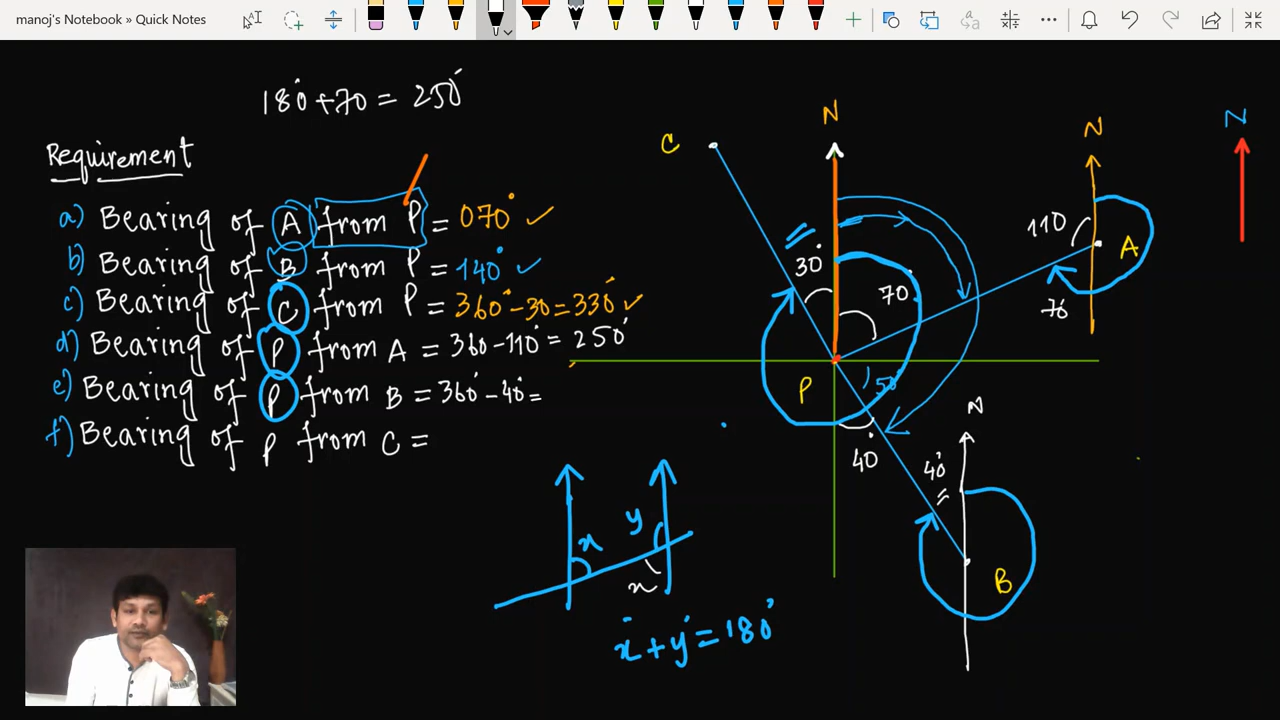 manoj's Notebook » Quick Notes
180°+70 = 250°
Requirement
a) Bearing of A from P = 070° ✓
b) Bearing of B from P = 140° ✓
c) Bearing of C from P = 360°-30=330° ✓
d) Bearing of P from A = 360-110°= 250°
e) Bearing of P from B = 360°-40°=
f) Bearing of P from C =
C
N
N
N
30°
70
110
A
70°
P
50°
40°
N
40°
B
x
y
x
x°+y°=180°